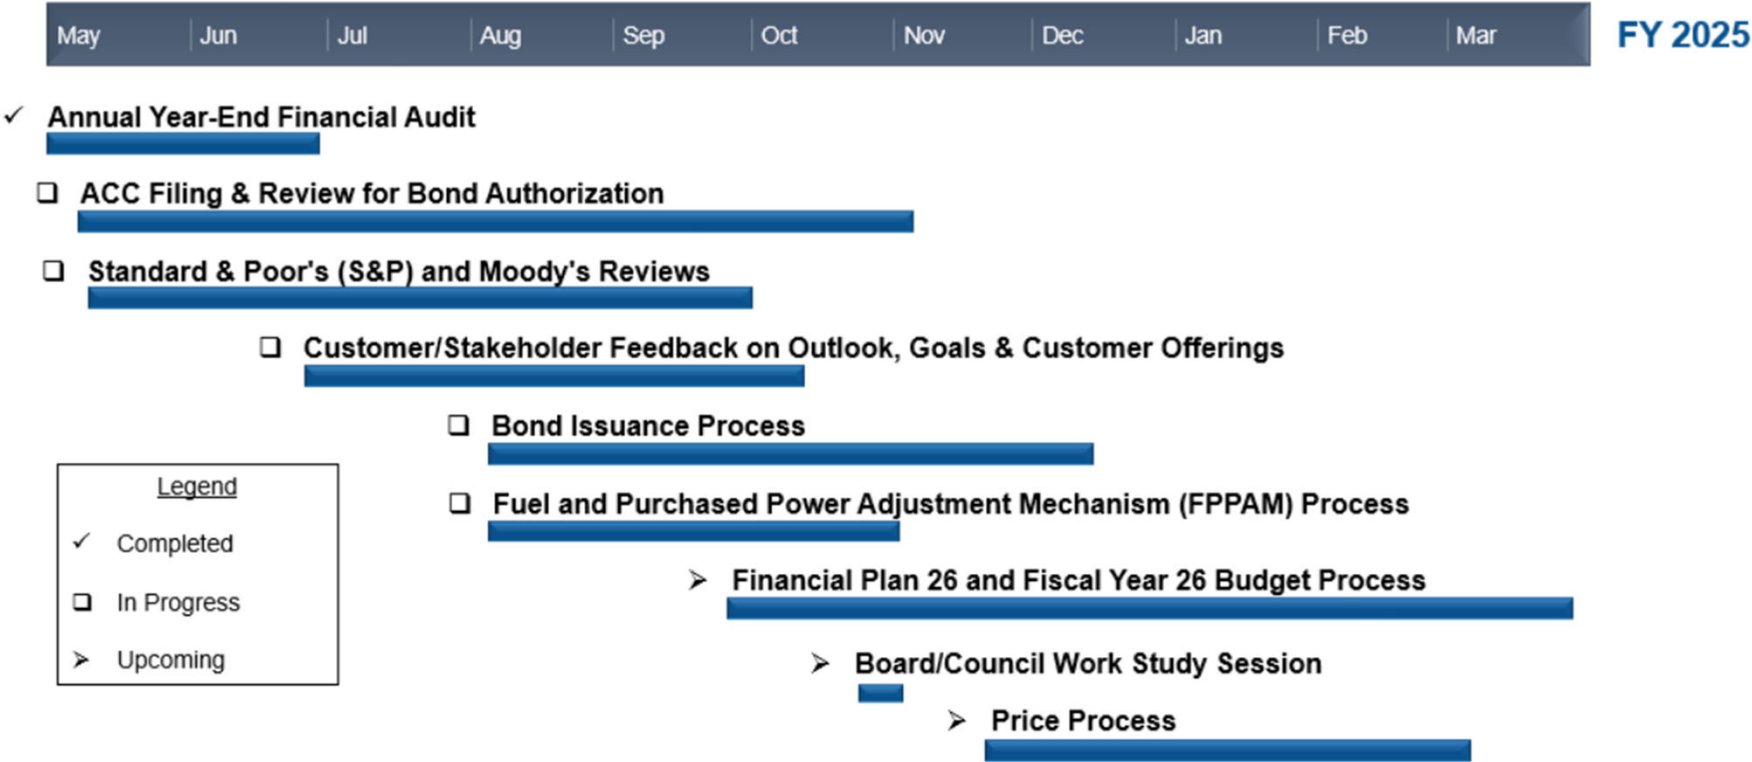 May Jun Jul Aug Sep Oct Nov Dec Jan Feb Mar FY 2025
✓ Annual Year-End Financial Audit
❑ ACC Filing & Review for Bond Authorization
❑ Standard & Poor's (S&P) and Moody's Reviews
❑ Customer/Stakeholder Feedback on Outlook, Goals & Customer Offerings
❑ Bond Issuance Process
❑ Fuel and Purchased Power Adjustment Mechanism (FPPAM) Process
➢ Financial Plan 26 and Fiscal Year 26 Budget Process
➢ Board/Council Work Study Session
➢ Price Process
Legend
✓ Completed
❑ In Progress
➢ Upcoming